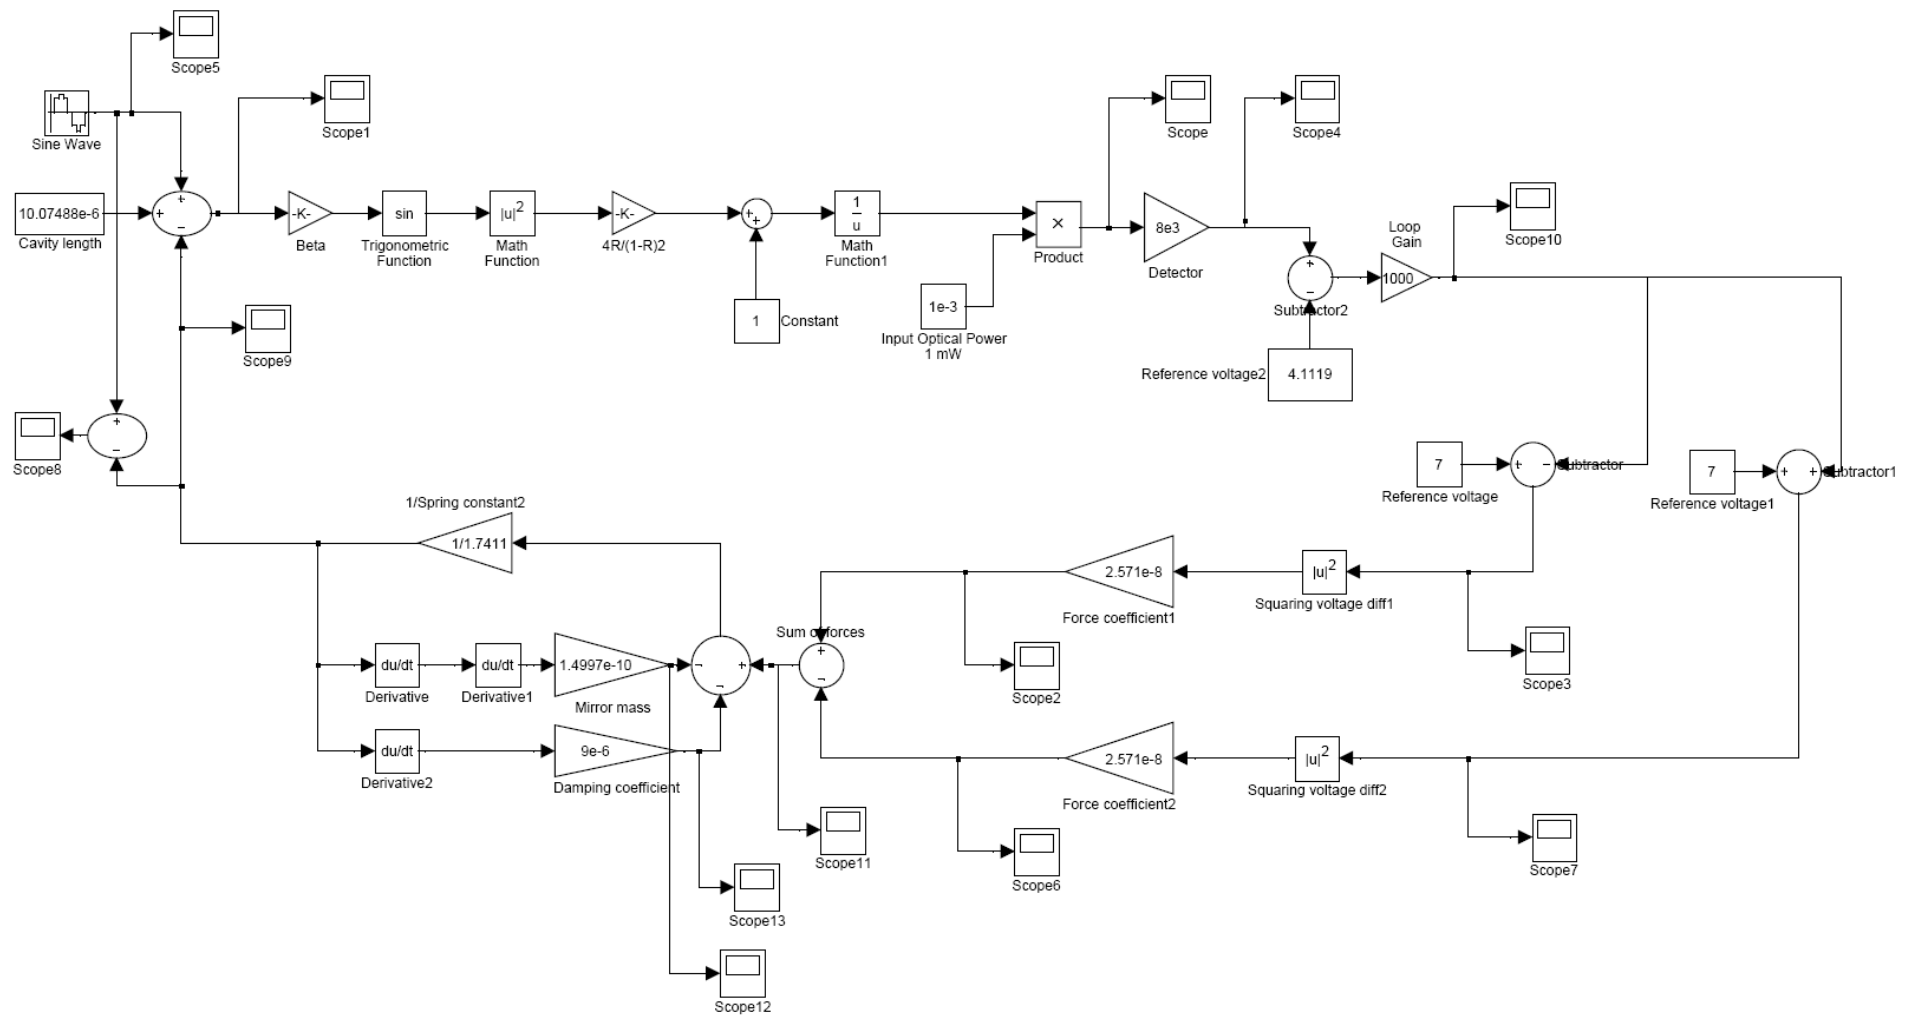 Scope5
Sine Wave
Scope1
Scope
Scope4
10.07488e-6
Cavity length
+
+
−
-K-
Beta
sin
Trigonometric
Function
|u|2
Math
Function
-K-
4R/(1-R)2
+
+
1
Constant
1
u
Math
Function1
×
Product
1e-3
Input Optical Power
1 mW
8e3
Detector
+
−
Subtractor2
Reference voltage2
4.1119
Loop
Gain
1000
Scope10
Scope9
+
−
Scope8
7
Reference voltage
+
−
Subtractor
7
Reference voltage1
+
+
Subtractor1
1/Spring constant2
1/1.7411
2.571e-8
Force coefficient1
|u|2
Squaring voltage diff1
Scope3
Sum of forces
+
−
Scope2
du/dt
Derivative
du/dt
Derivative1
1.4997e-10
Mirror mass
−
+
−
du/dt
Derivative2
9e-6
Damping coefficient
2.571e-8
Force coefficient2
|u|2
Squaring voltage diff2
Scope11
Scope6
Scope7
Scope13
Scope12